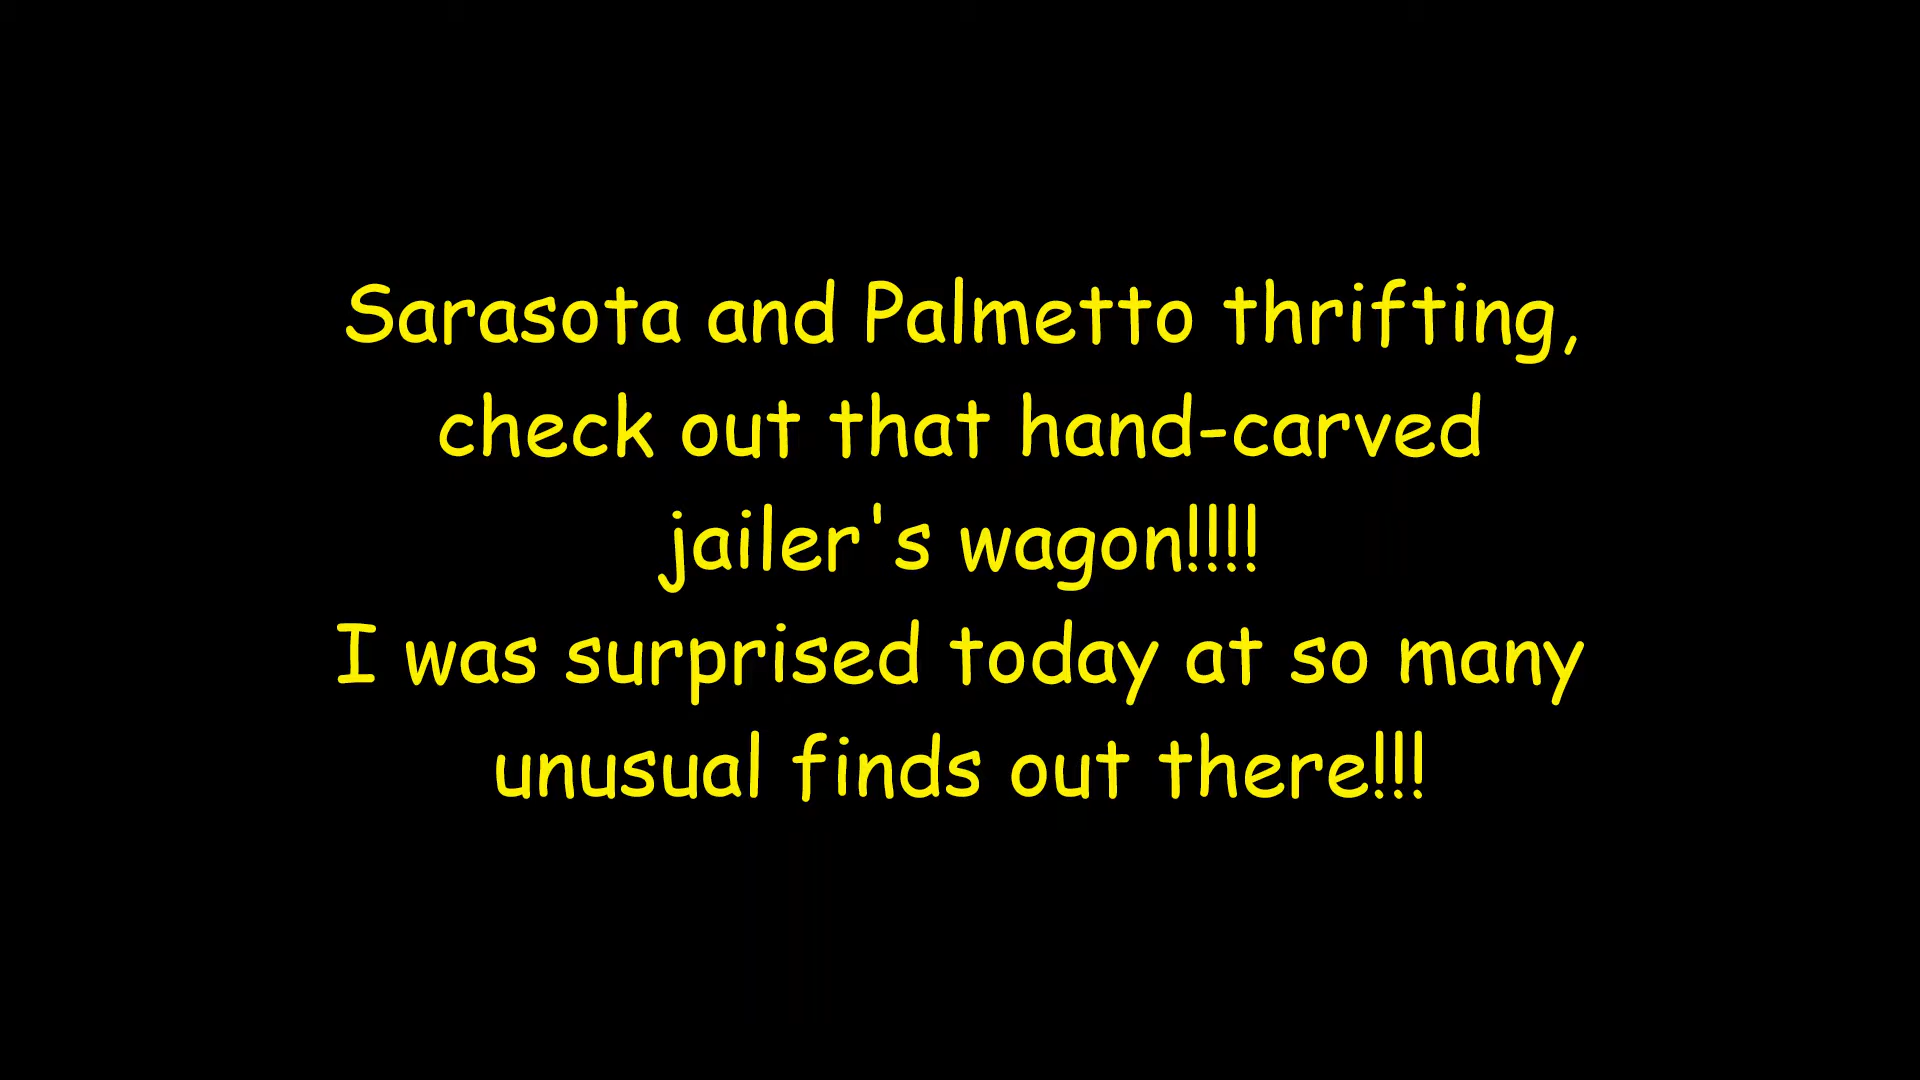 Sarasota and Palmetto thrifting,
check out that hand-carved
jailer's wagon!!!!
I was surprised today at so many
unusual finds out there!!!